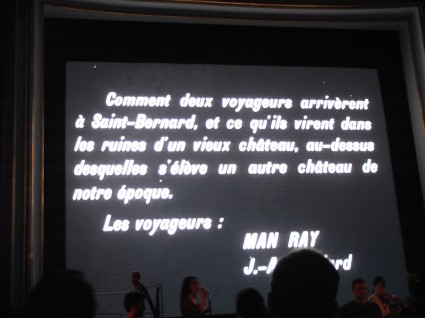 Comment deux voyageurs arrivèrent
à Saint-Bernard, et ce qu'ils virent dans
les ruines d'un vieux château, au-dessus
desquelles s'élève un autre château de
notre époque.
Les voyageurs :
MAN RAY
J.-A.